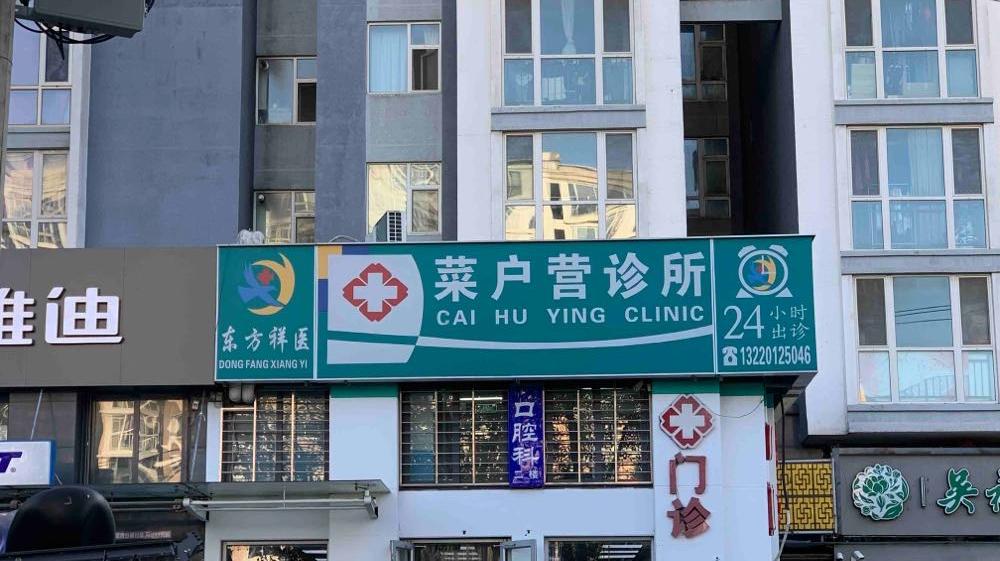 迪
东方祥医
DONG FANG XIANG YI
菜户营诊所
CAI HU YING CLINIC
24小时
出诊
13220125046
口腔科
门诊
吴